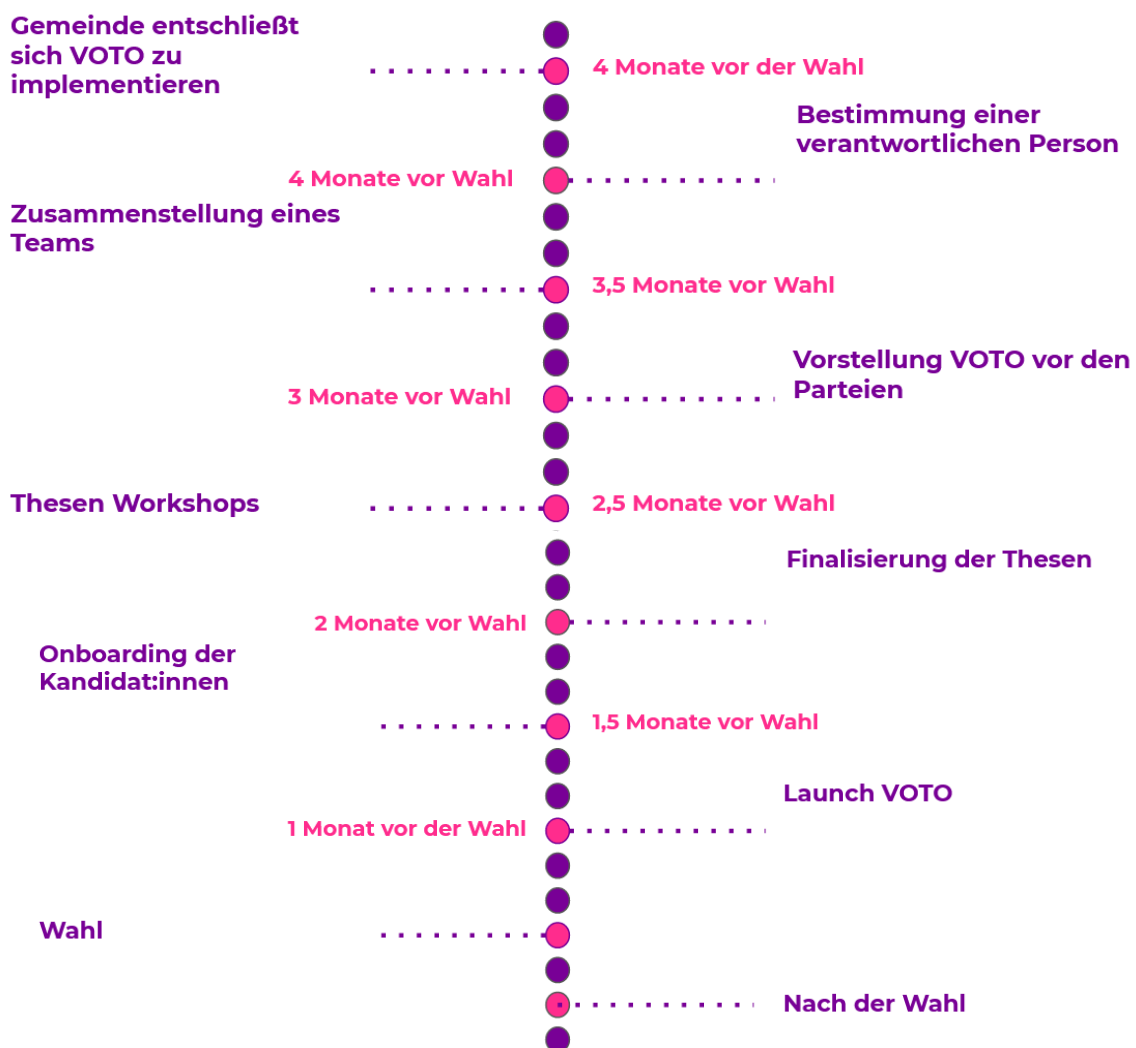 Gemeinde entschließt
sich VOTO zu
implementieren
4 Monate vor der Wahl
Bestimmung einer
verantwortlichen Person
4 Monate vor Wahl
Zusammenstellung eines
Teams
3,5 Monate vor Wahl
Vorstellung VOTO vor den
Parteien
3 Monate vor Wahl
Thesen Workshops
2,5 Monate vor Wahl
Finalisierung der Thesen
2 Monate vor Wahl
Onboarding der
Kandidat:innen
1,5 Monate vor Wahl
Launch VOTO
1 Monat vor der Wahl
Wahl
Nach der Wahl